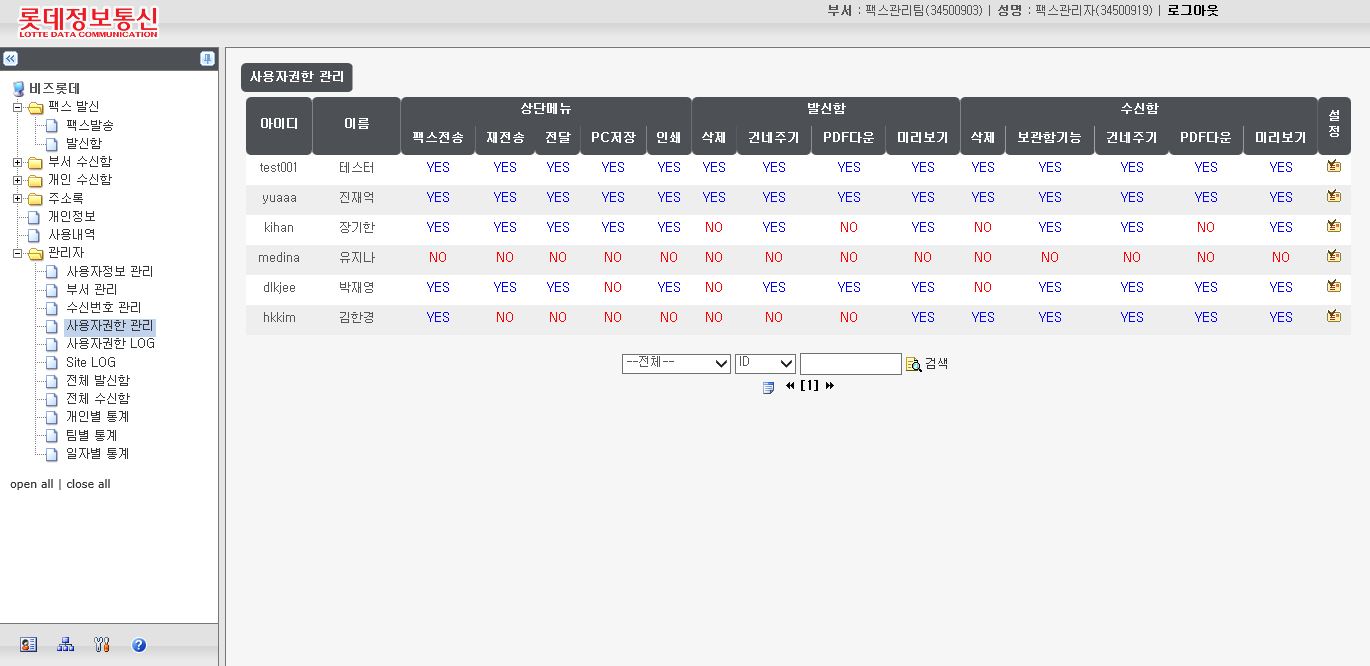 롯데정보통신
LOTTE DATA COMMUNICATION
부서 : 팩스관리팀(34500903) | 성명 : 팩스관리자(34500919) | 로그아웃
비즈롯데
팩스 발신
팩스발송
발신함
부서 수신함
개인 수신함
주소록
개인정보
사용내역
관리자
사용자정보 관리
부서 관리
수신번호 관리
사용자권한 관리
사용자권한 LOG
Site LOG
전체 발신함
전체 수신함
개인별 통계
팀별 통계
일자별 통계
open all | close all
사용자권한 관리
아이디 이름 상단메뉴 발신함 수신함 설정
팩스전송 재전송 전달 PC저장 인쇄 삭제 건네주기 PDF다운 미리보기 삭제 보관함기능 건네주기 PDF다운 미리보기
test001 테스터 YES YES YES YES YES YES YES YES YES YES YES YES YES YES
yuaaa 진재억 YES YES YES YES YES YES YES YES YES YES YES YES YES YES
kihan 장기한 YES YES YES YES YES NO YES NO YES NO YES YES NO YES
medina 유지나 NO NO NO NO NO NO NO NO NO NO NO NO NO NO
dlkjee 박재영 YES YES YES NO YES NO YES YES YES NO YES YES YES YES
hkkim 김한경 YES NO NO NO NO NO NO NO YES YES YES YES YES YES
--전체-- ID 검색
[1]